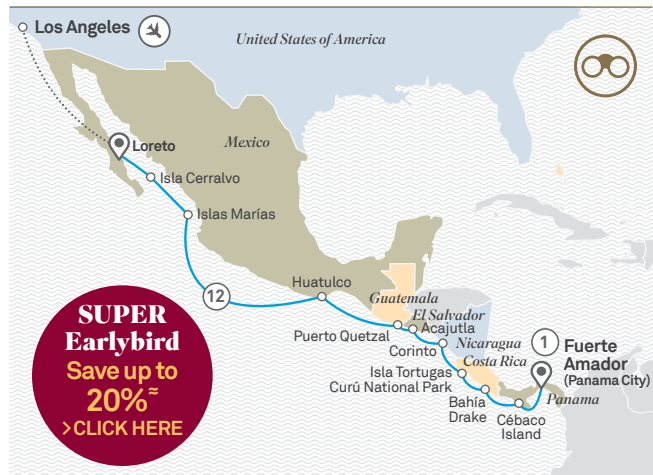 Los Angeles
United States of America
Mexico
Loreto
Isla Cerralvo
Islas Marías
12
Huatulco
Guatemala
El Salvador
Puerto Quetzal
Acajutla
Corinto
Nicaragua
Costa Rica
1
Fuerte
Amador
(Panama City)
Isla Tortugas
Curú National Park
Bahía
Drake
Cébaco
Island
Panama
SUPER
Earlybird
Save up to
20%≈
>CLICK HERE